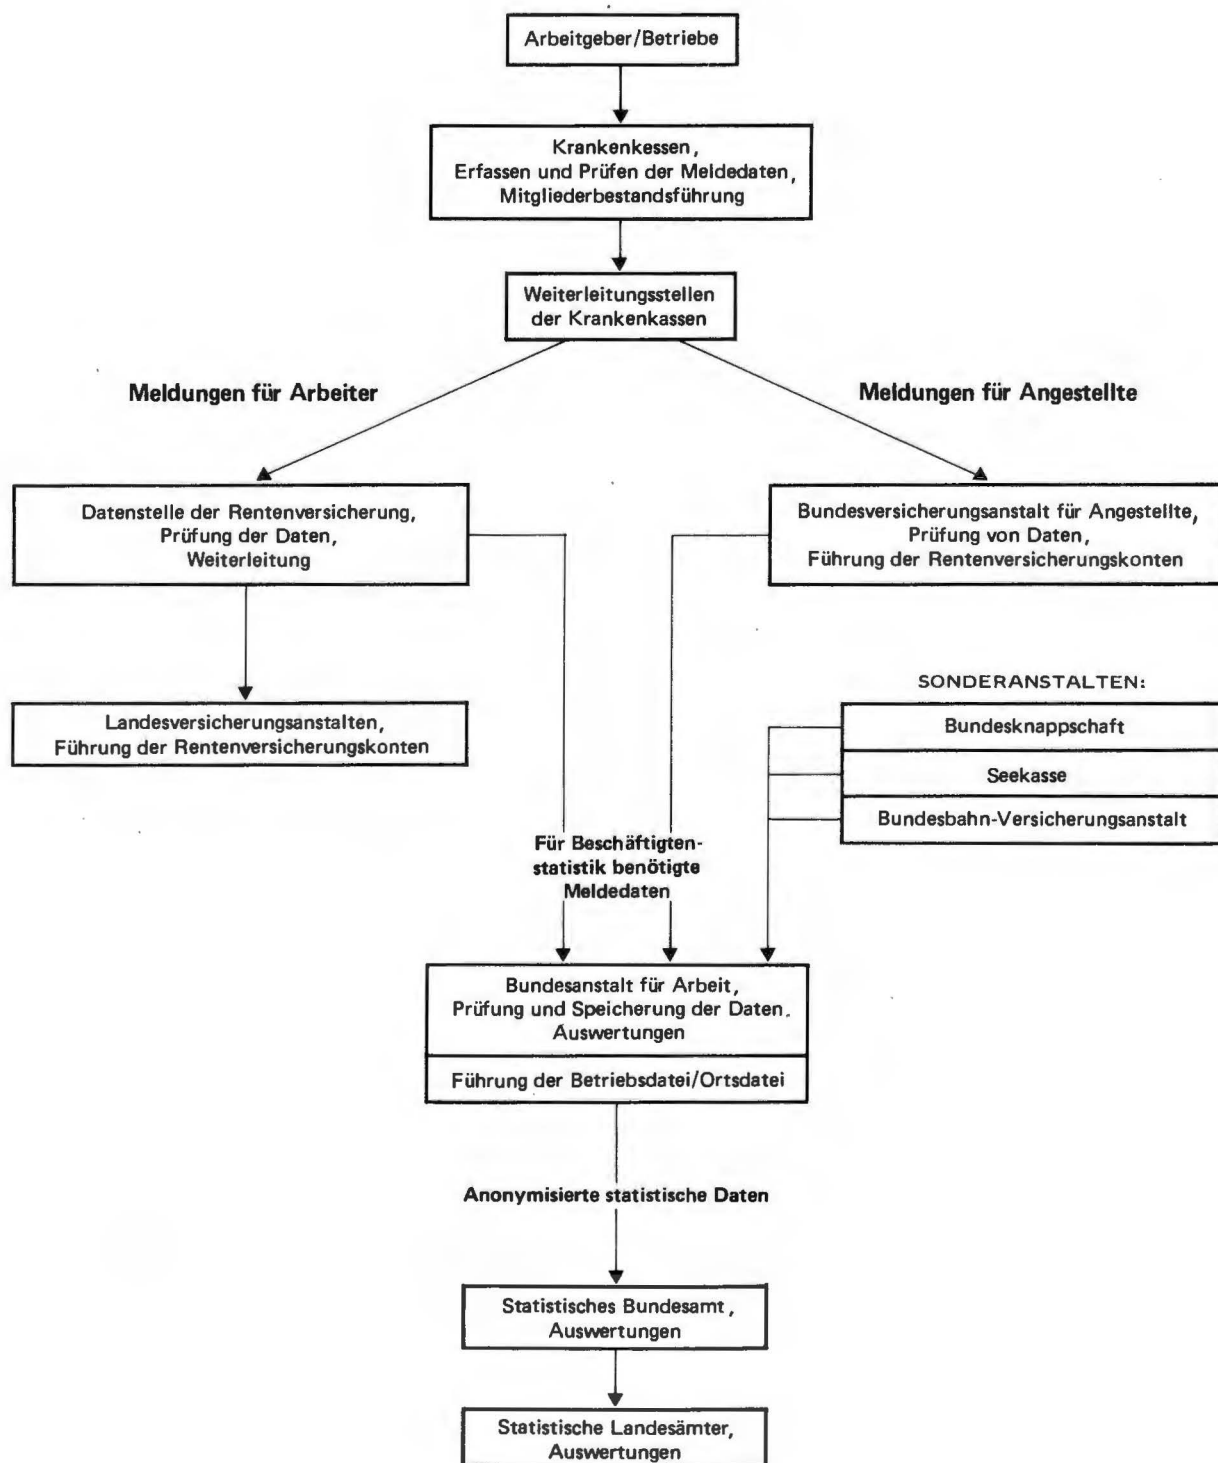 Arbeitgeber/Betriebe
Krankenkessen,
Erfassen und Prüfen der Meldedaten,
Mitgliederbestandsführung
Weiterleitungsstellen
der Krankenkassen
Meldungen für Arbeiter
Meldungen für Angestellte
Datenstelle der Rentenversicherung,
Prüfung der Daten,
Weiterleitung
Bundesversicherungsanstalt für Angestellte,
Prüfung von Daten,
Führung der Rentenversicherungskonten
Landesversicherungsanstalten,
Führung der Rentenversicherungskonten
SONDERANSTALTEN:
Bundesknappschaft
Seekasse
Bundesbahn-Versicherungsanstalt
Für Beschäftigten-
statistik benötigte
Meldedaten
Bundesanstalt für Arbeit,
Prüfung und Speicherung der Daten.
Auswertungen
Führung der Betriebsdatei/Ortsdatei
Anonymisierte statistische Daten
Statistisches Bundesamt,
Auswertungen
Statistische Landesämter,
Auswertungen